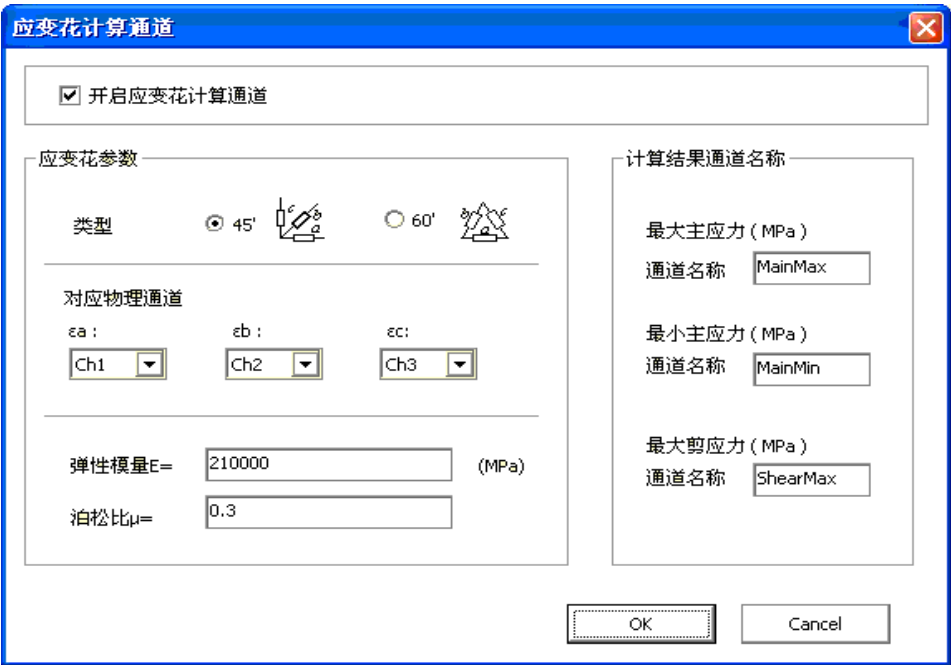 应变花计算通道
开启应变花计算通道
应变花参数
类型 45' c b a 60' b c a
对应物理通道
εa : εb : εc:
Ch1 Ch2 Ch3
弹性模量E= 210000 (MPa)
泊松比μ= 0.3
计算结果通道名称
最大主应力(MPa)
通道名称 MainMax
最小主应力(MPa)
通道名称 MainMin
最大剪应力(MPa)
通道名称 ShearMax
OK Cancel